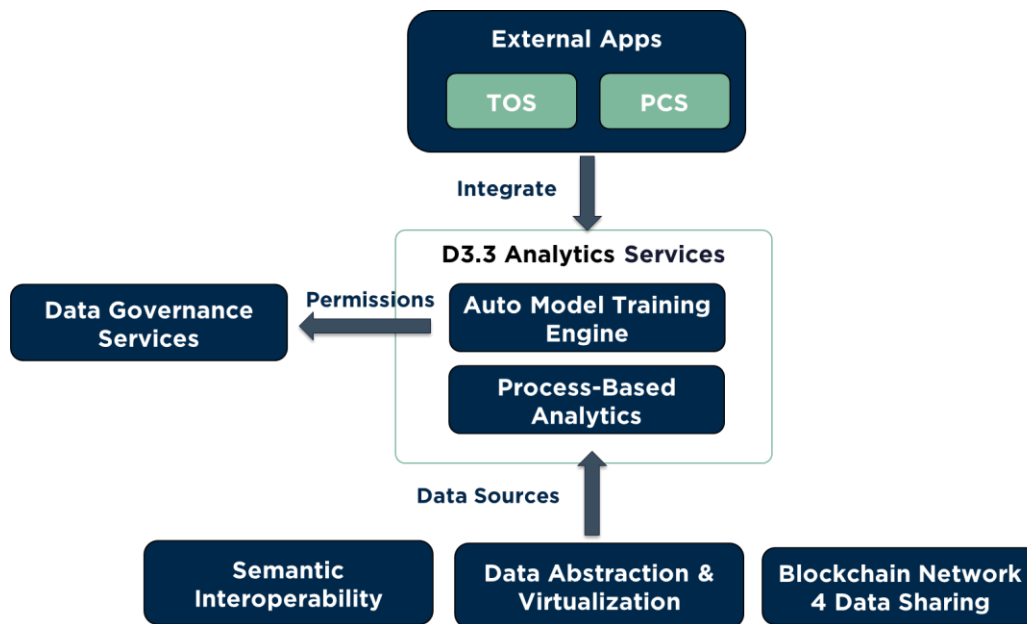 External Apps
TOS
PCS
Integrate
D3.3 Analytics Services
Permissions
Auto Model Training
Engine
Data Governance
Services
Process-Based
Analytics
Data Sources
Semantic
Interoperability
Data Abstraction &
Virtualization
Blockchain Network
4 Data Sharing